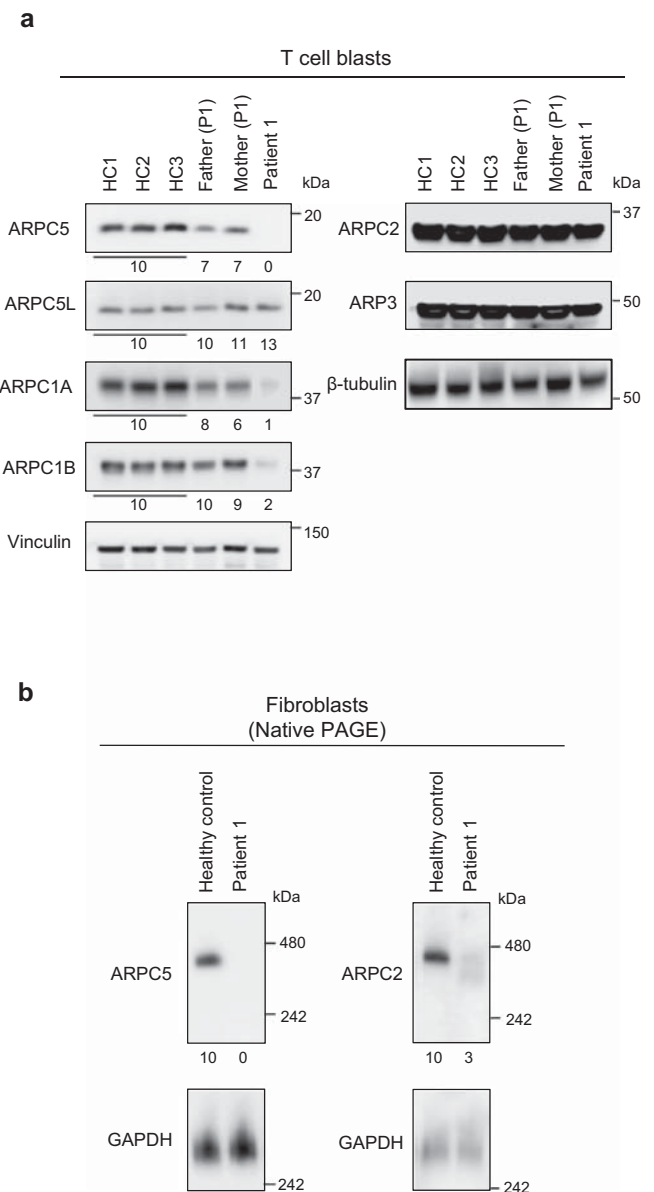 a
T cell blasts
HC1 HC2 HC3 Father (P1) Mother (P1) Patient 1
kDa
ARPC5
20
10 7 7 0
ARPC5L
20
10 10 11 13
ARPC1A
37
10 8 6 1
ARPC1B
37
10 10 9 2
Vinculin
150
HC1 HC2 HC3 Father (P1) Mother (P1) Patient 1
kDa
ARPC2
37
ARP3
50
β-tubulin
50
b
Fibroblasts
(Native PAGE)
Healthy control Patient 1
kDa
ARPC5
480
242
10 0
GAPDH
242
Healthy control Patient 1
kDa
ARPC2
480
242
10 3
GAPDH
242